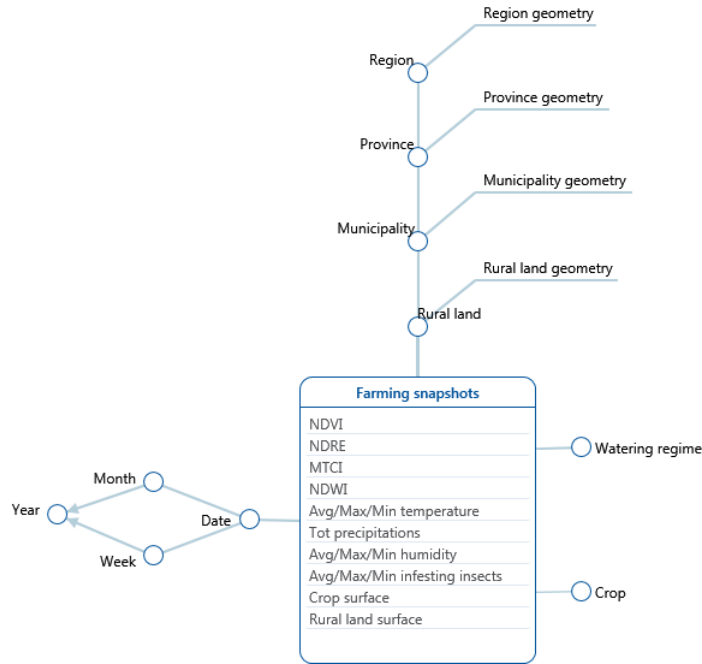 Region geometry
Region
Province geometry
Province
Municipality geometry
Municipality
Rural land geometry
Rural land
Farming snapshots
NDVI
NDRE
MTCI
NDWI
Avg/Max/Min temperature
Tot precipitations
Avg/Max/Min humidity
Avg/Max/Min infesting insects
Crop surface
Rural land surface
Watering regime
Crop
Month
Year
Date
Week